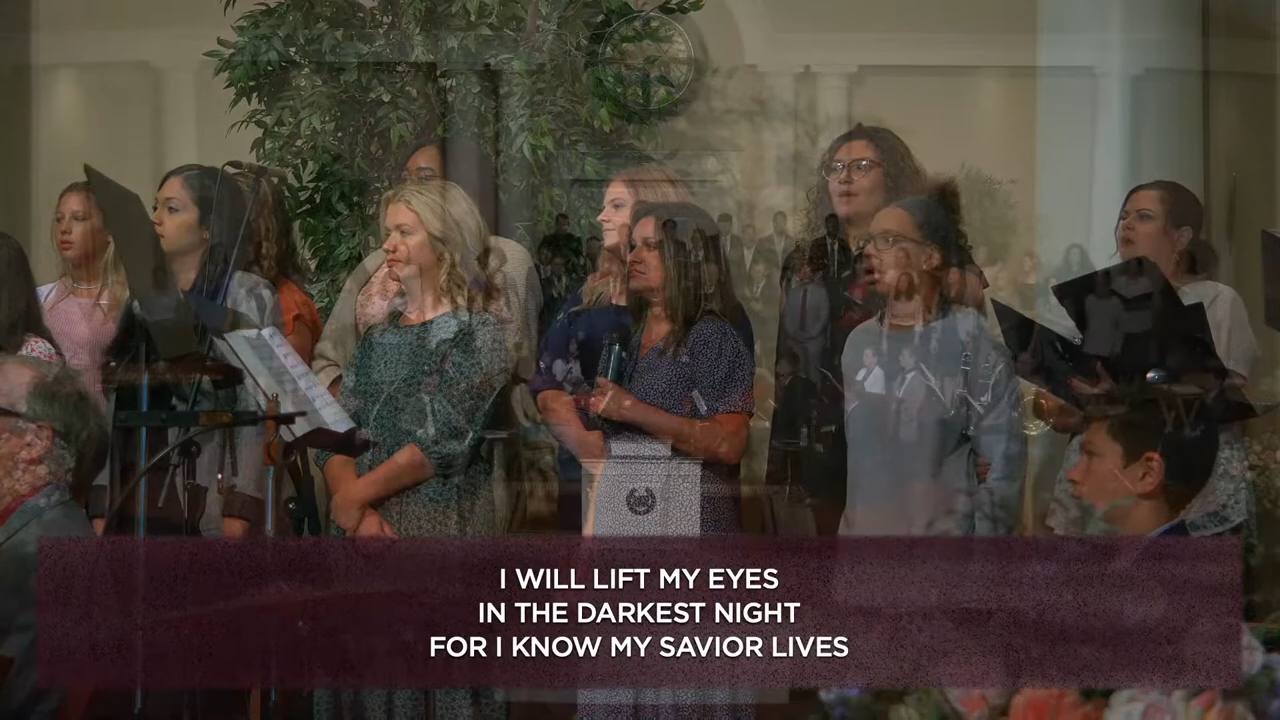 I WILL LIFT MY EYES
IN THE DARKEST NIGHT
FOR I KNOW MY SAVIOR LIVES